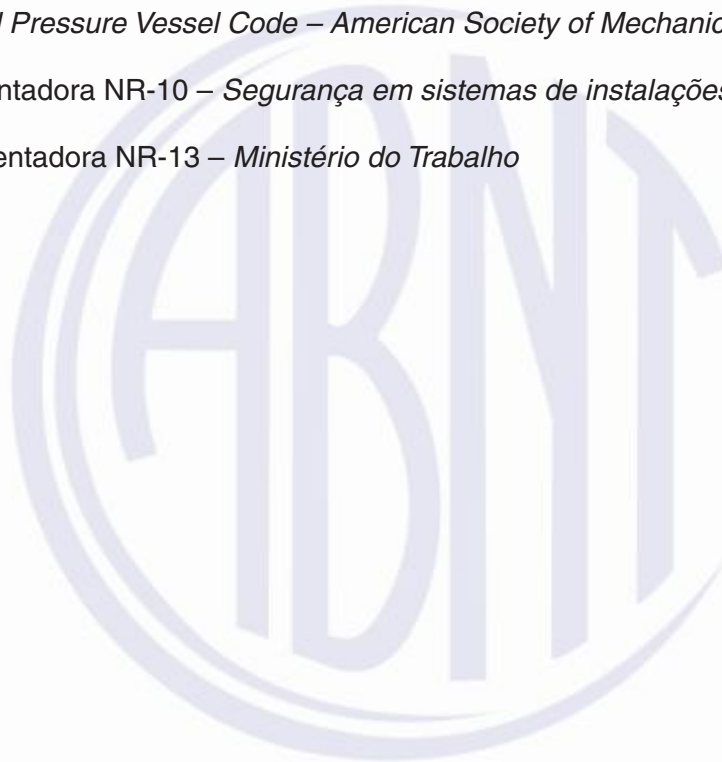 l Pressure Vessel Code – American Society of Mechanic
ntadora NR-10 – Segurança em sistemas de instalações
entadora NR-13 – Ministério do Trabalho
ABNT